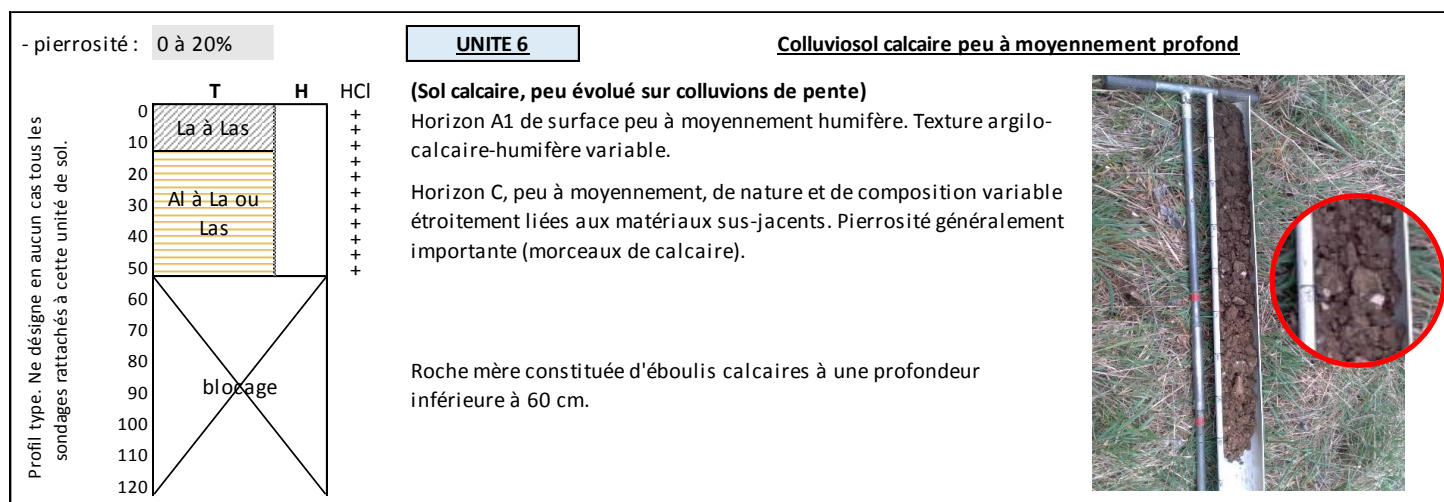 - pierrosité : 0 à 20%
UNITE 6
Colluviosol calcaire peu à moyennement profond
Profil type. Ne désigne en aucun cas tous les
sondages rattachés à cette unité de sol.
T H HCl
0
10
20
30
40
50
60
70
80
90
100
110
120
La à Las
Al à La ou
Las
blocage
+
+
+
+
+
+
+
+
+
+
+
(Sol calcaire, peu évolué sur colluvions de pente)
Horizon A1 de surface peu à moyennement humifère. Texture argilo-
calcaire-humifère variable.
Horizon C, peu à moyennement, de nature et de composition variable
étroitement liées aux matériaux sus-jacents. Pierrosité généralement
importante (morceaux de calcaire).
Roche mère constituée d'éboulis calcaires à une profondeur
inférieure à 60 cm.